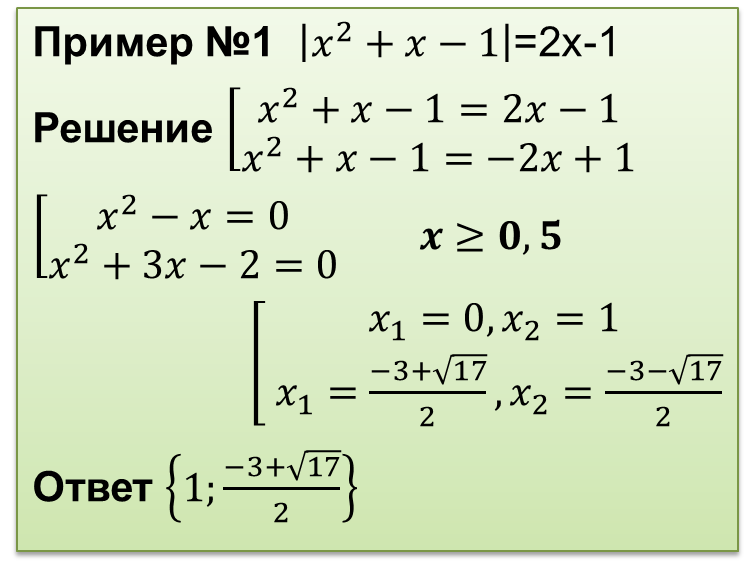 Пример №1 |x² + x − 1|=2x-1
Решение [ x² + x − 1 = 2x − 1
x² + x − 1 = −2x + 1
[ x² − x = 0
x² + 3x − 2 = 0
x ≥ 0,5
[ x₁ = 0, x₂ = 1
x₁ = (−3+√17)/2, x₂ = (−3−√17)/2
Ответ {1; (−3+√17)/2}